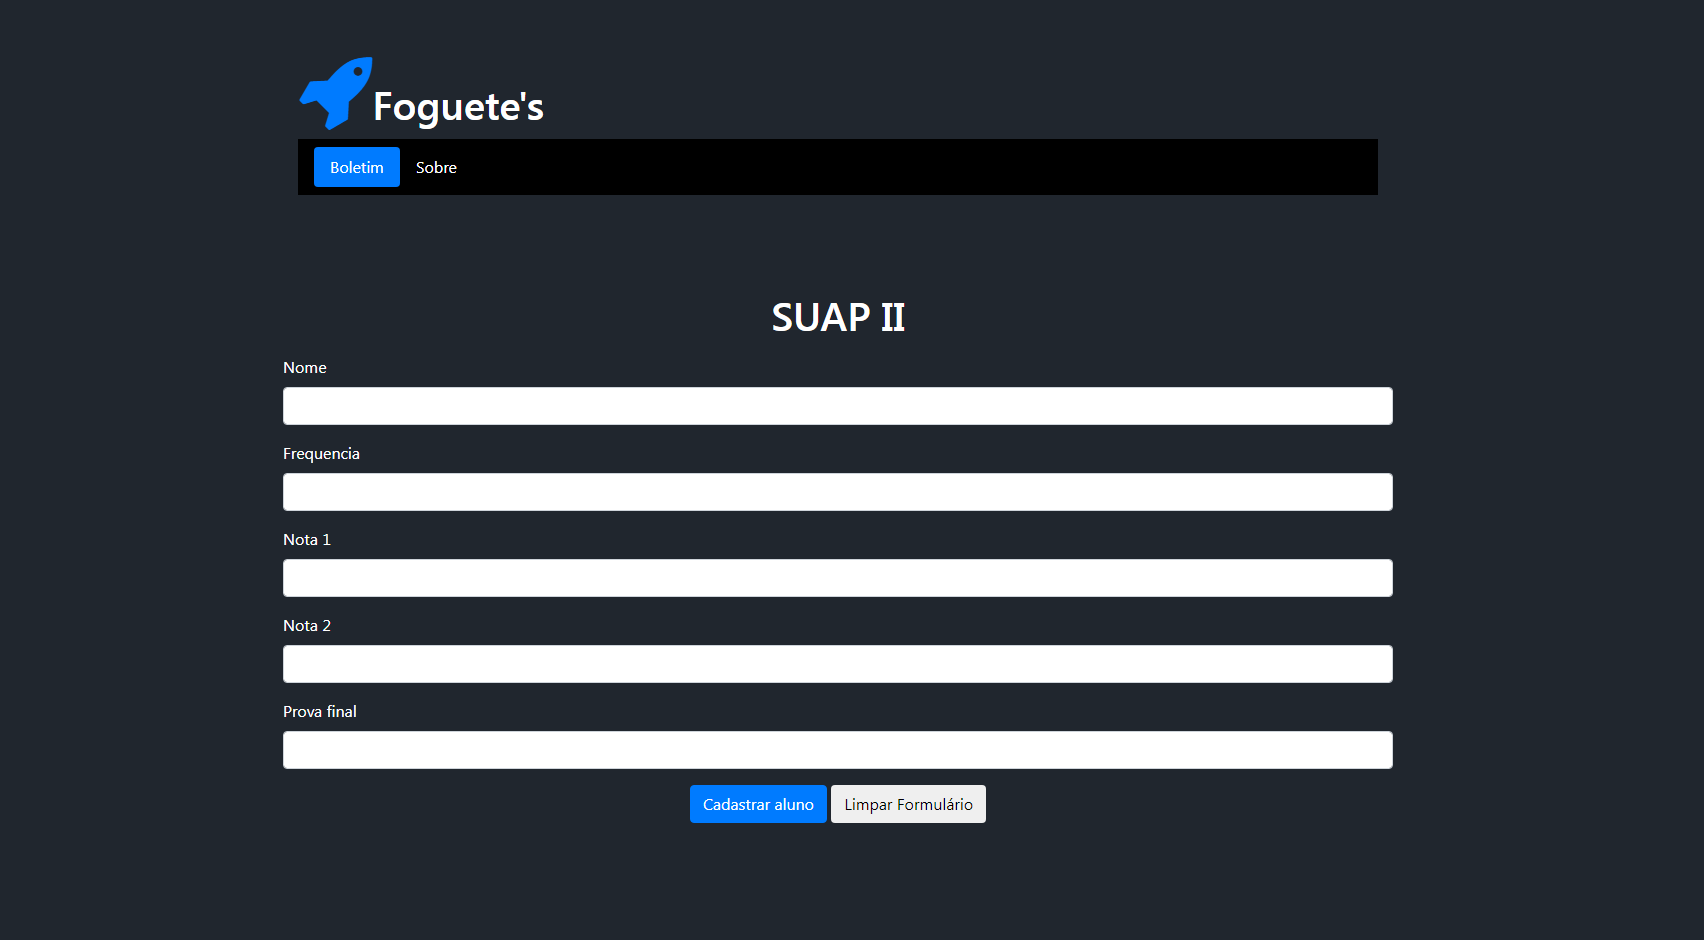 Foguete's
Boletim Sobre
SUAP II
Nome
Frequencia
Nota 1
Nota 2
Prova final
Cadastrar aluno Limpar Formulário